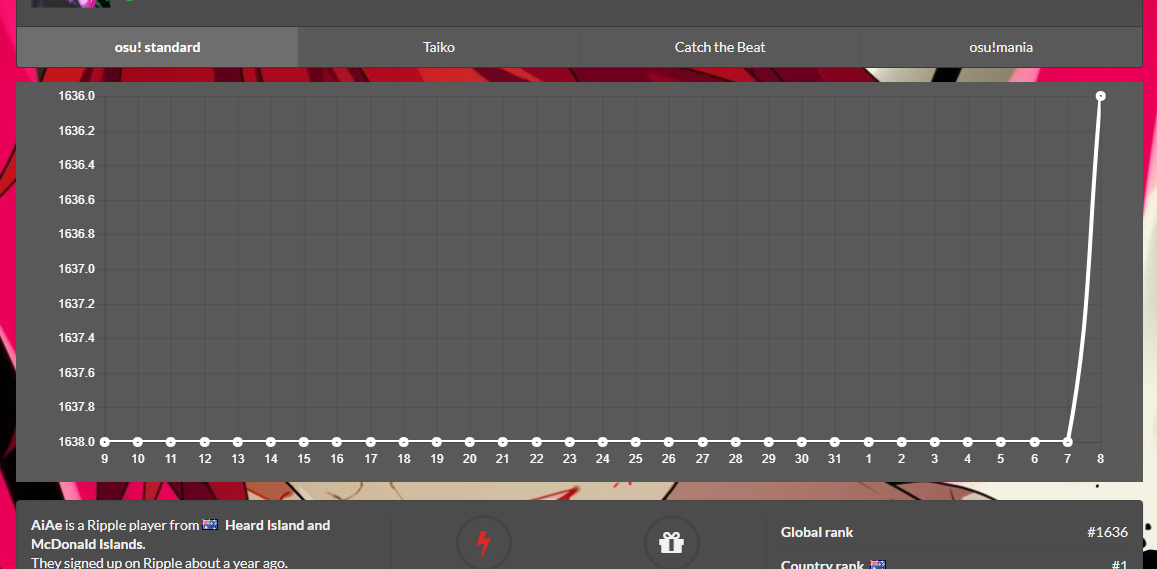 osu! standard
Taiko
Catch the Beat
osu!mania
1636.0
1636.2
1636.4
1636.6
1636.8
1637.0
1637.2
1637.4
1637.6
1637.8
1638.0
9 10 11 12 13 14 15 16 17 18 19 20 21 22 23 24 25 26 27 28 29 30 31 1 2 3 4 5 6 7 8
AiAe is a Ripple player from Heard Island and
McDonald Islands.
They signed up on Ripple about a year ago.
Global rank #1636
Country rank #1